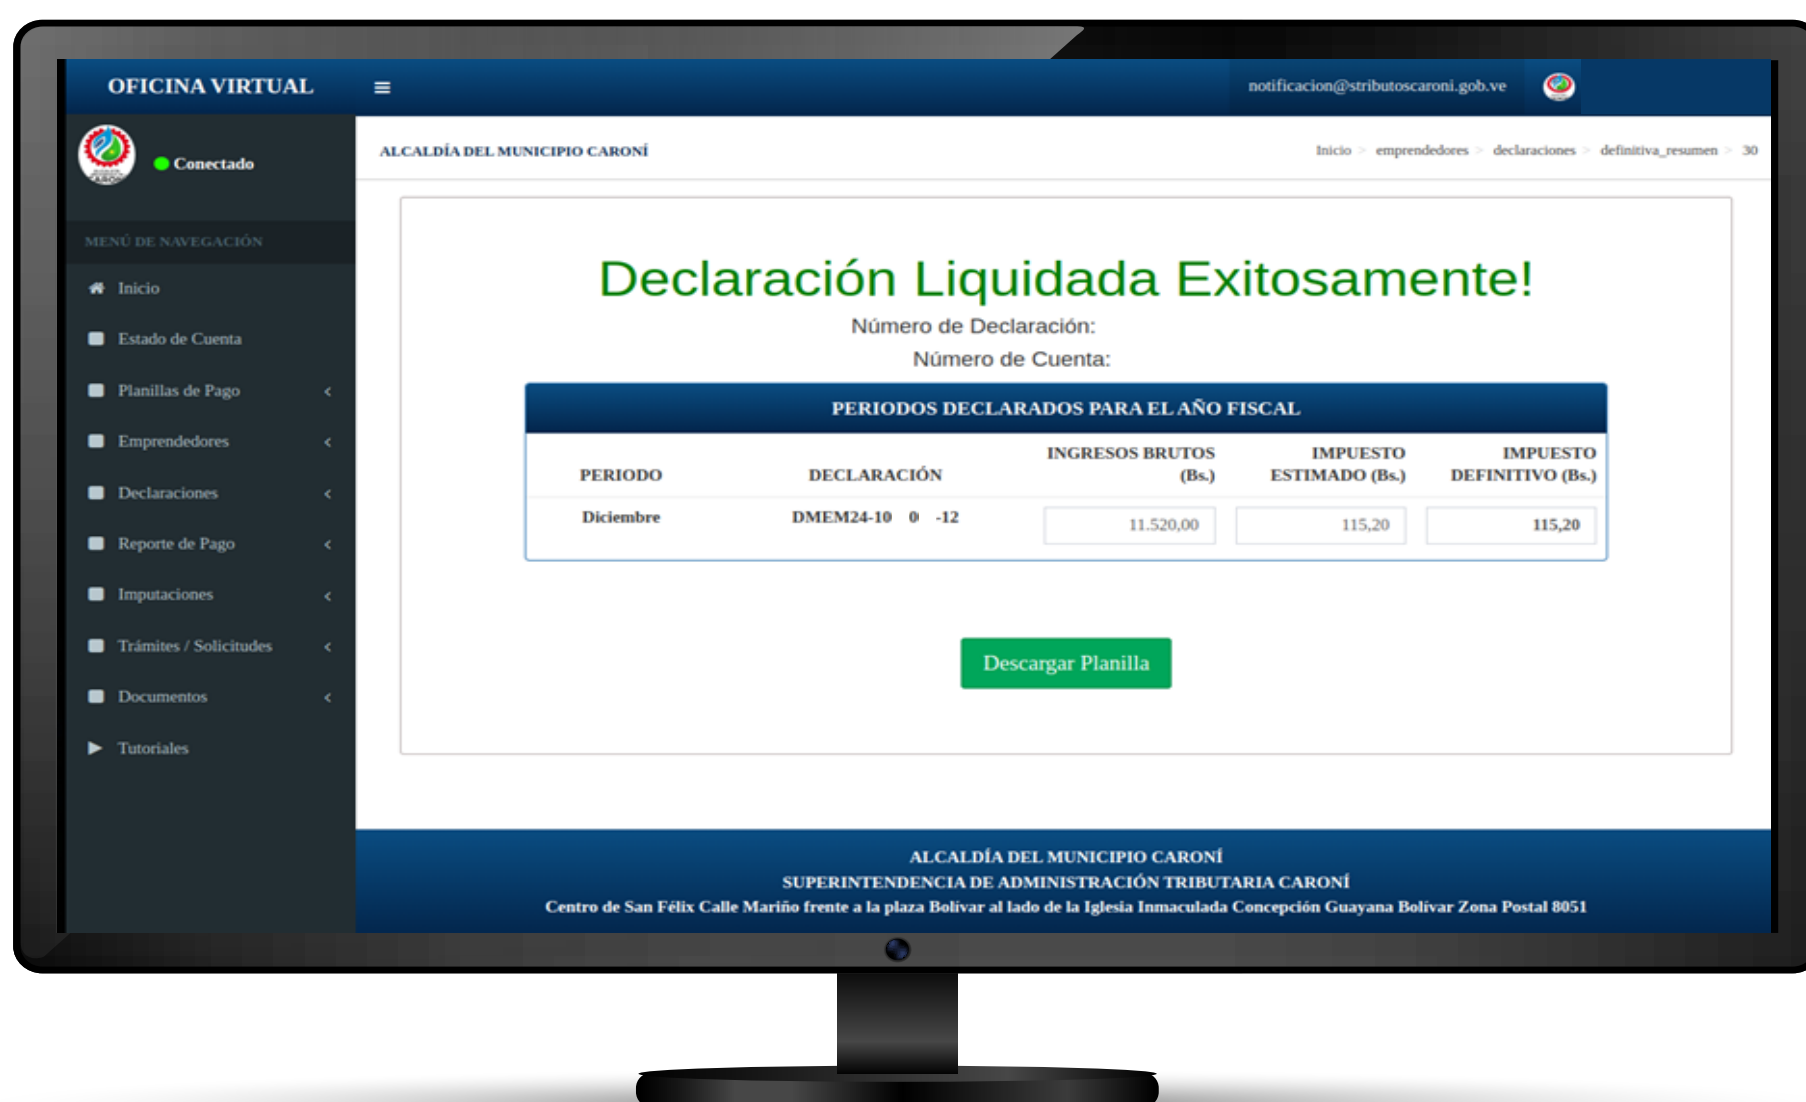 OFICINA VIRTUAL
notificacion@stributoscaroni.gob.ve
Conectado
ALCALDÍA DEL MUNICIPIO CARONÍ
Inicio > emprendedores > declaraciones > definitiva_resumen > 30
MENÚ DE NAVEGACIÓN
Inicio
Estado de Cuenta
Planillas de Pago
Emprendedores
Declaraciones
Reporte de Pago
Imputaciones
Trámites / Solicitudes
Documentos
Tutoriales
Declaración Liquidada Exitosamente!
Número de Declaración:
Número de Cuenta:
PERIODOS DECLARADOS PARA EL AÑO FISCAL
PERIODO DECLARACIÓN INGRESOS BRUTOS (Bs.) IMPUESTO ESTIMADO (Bs.) IMPUESTO DEFINITIVO (Bs.)
Diciembre DMEM24-10 0 -12 11.520,00 115,20 115,20
Descargar Planilla
ALCALDÍA DEL MUNICIPIO CARONÍ
SUPERINTENDENCIA DE ADMINISTRACIÓN TRIBUTARIA CARONÍ
Centro de San Félix Calle Mariño frente a la plaza Bolívar al lado de la Iglesia Inmaculada Concepción Guayana Bolívar Zona Postal 8051